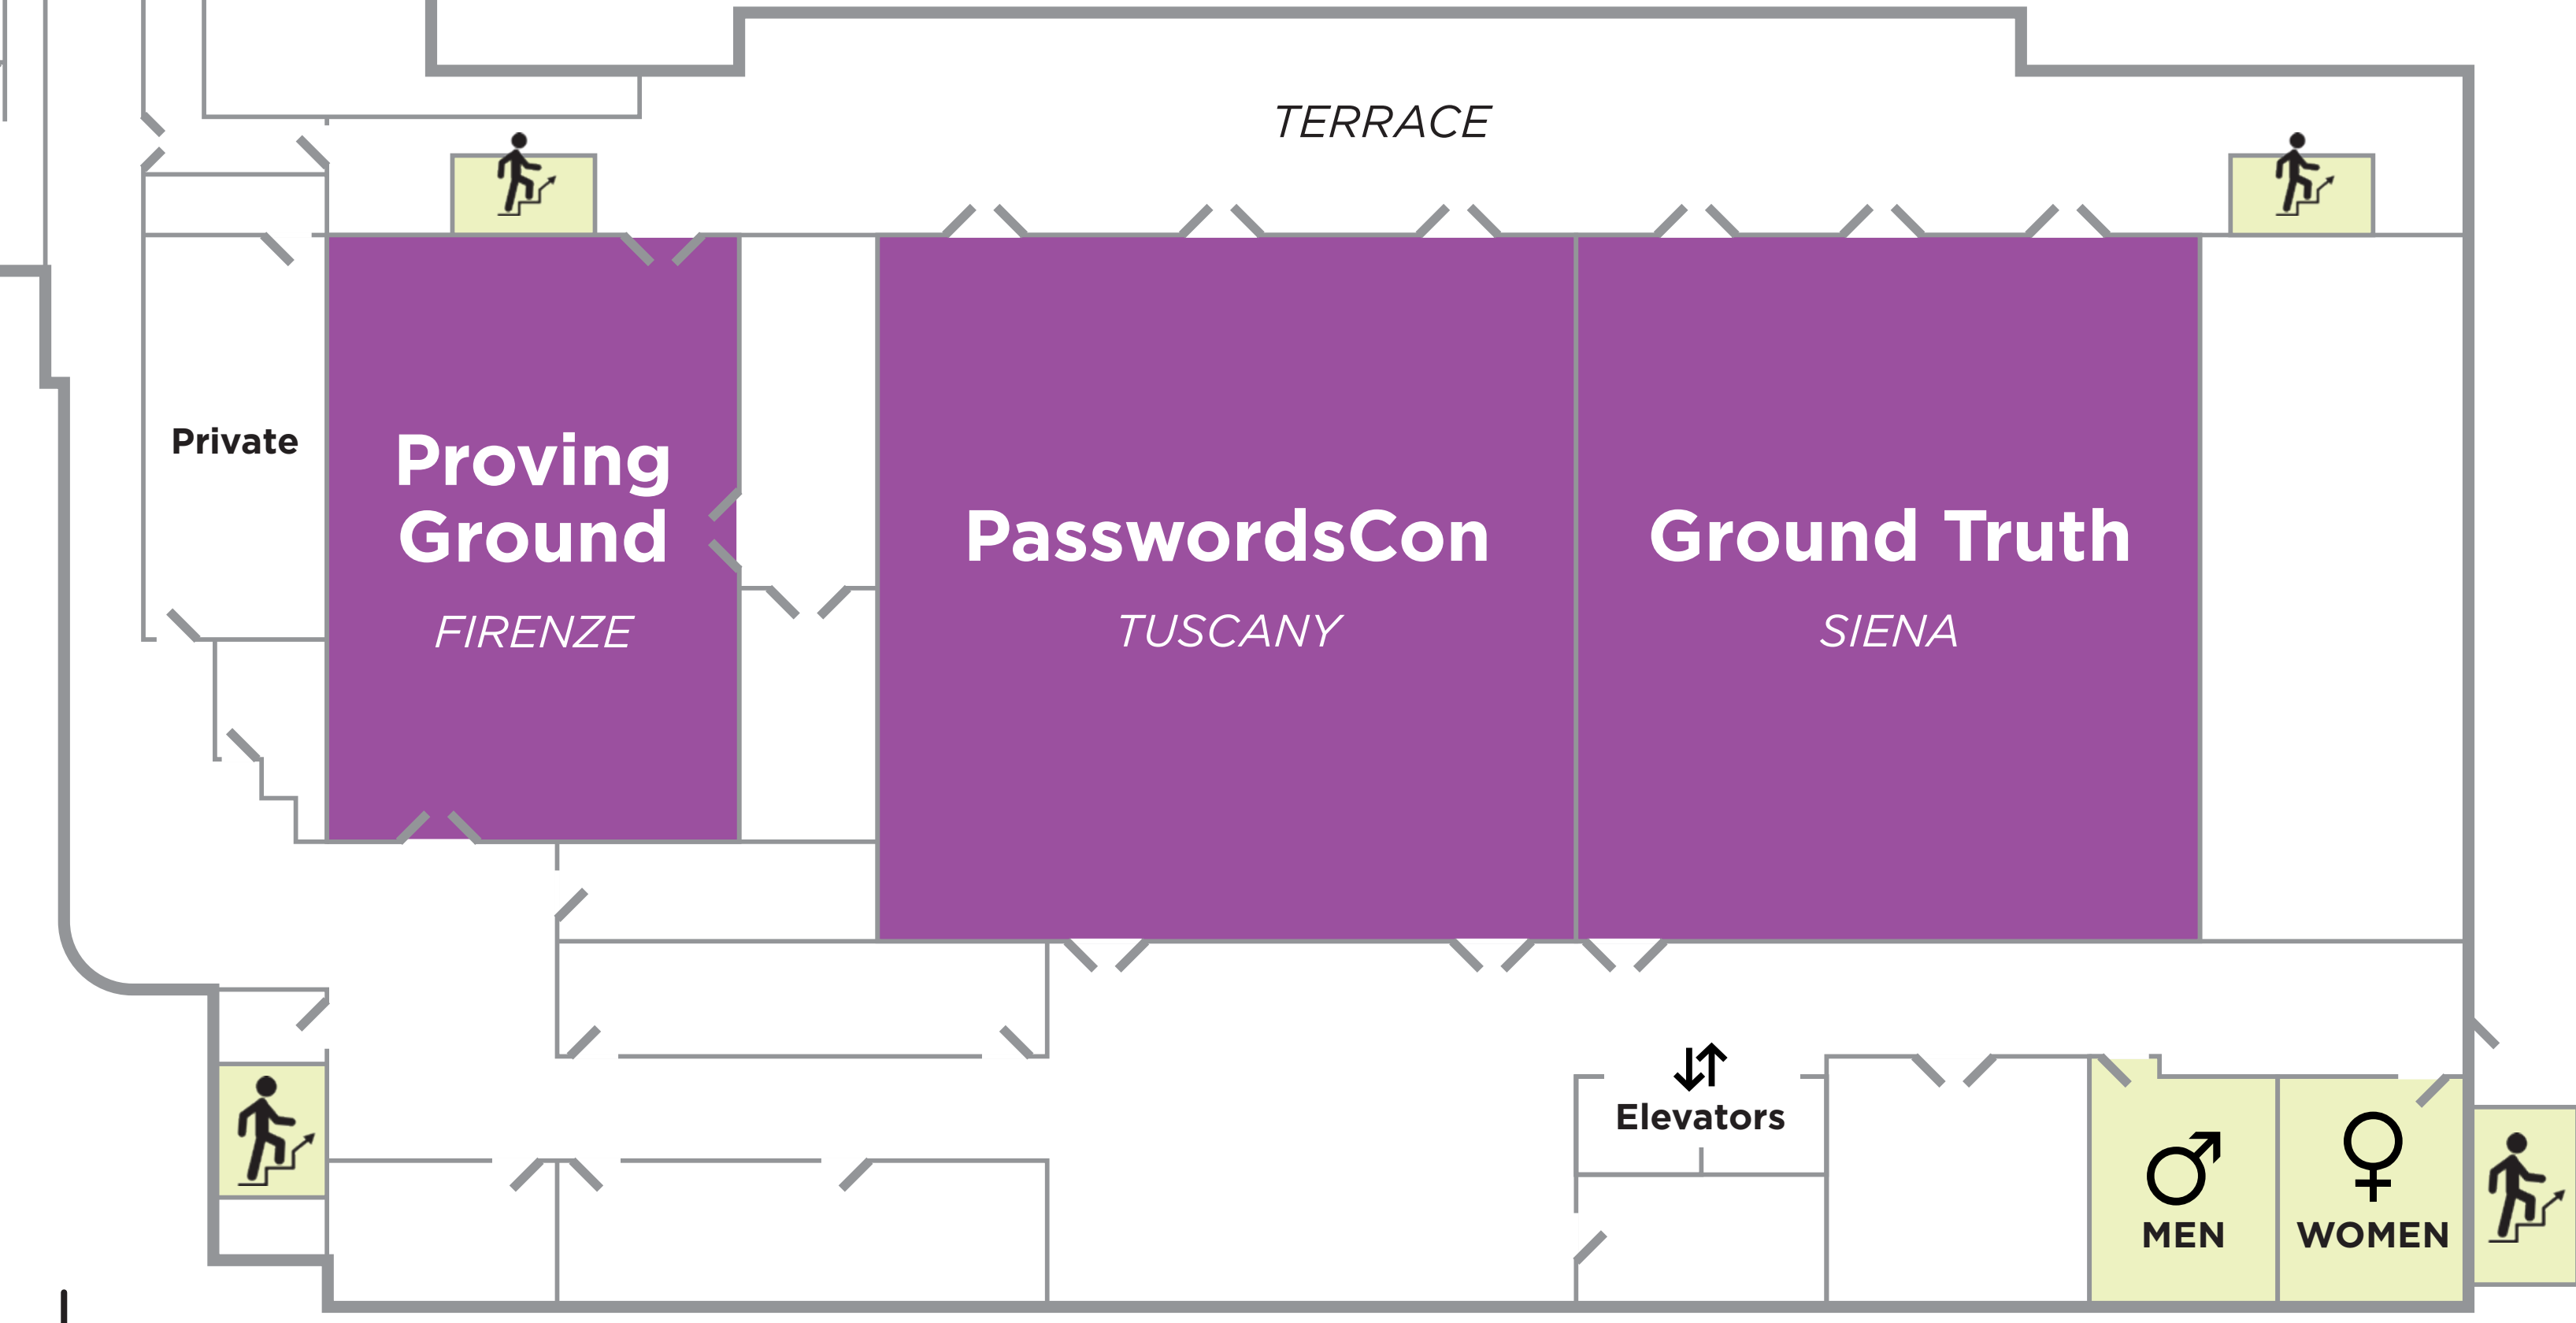 TERRACE
Private
Proving
Ground
FIRENZE
PasswordsCon
TUSCANY
Ground Truth
SIENA
Elevators
MEN
WOMEN